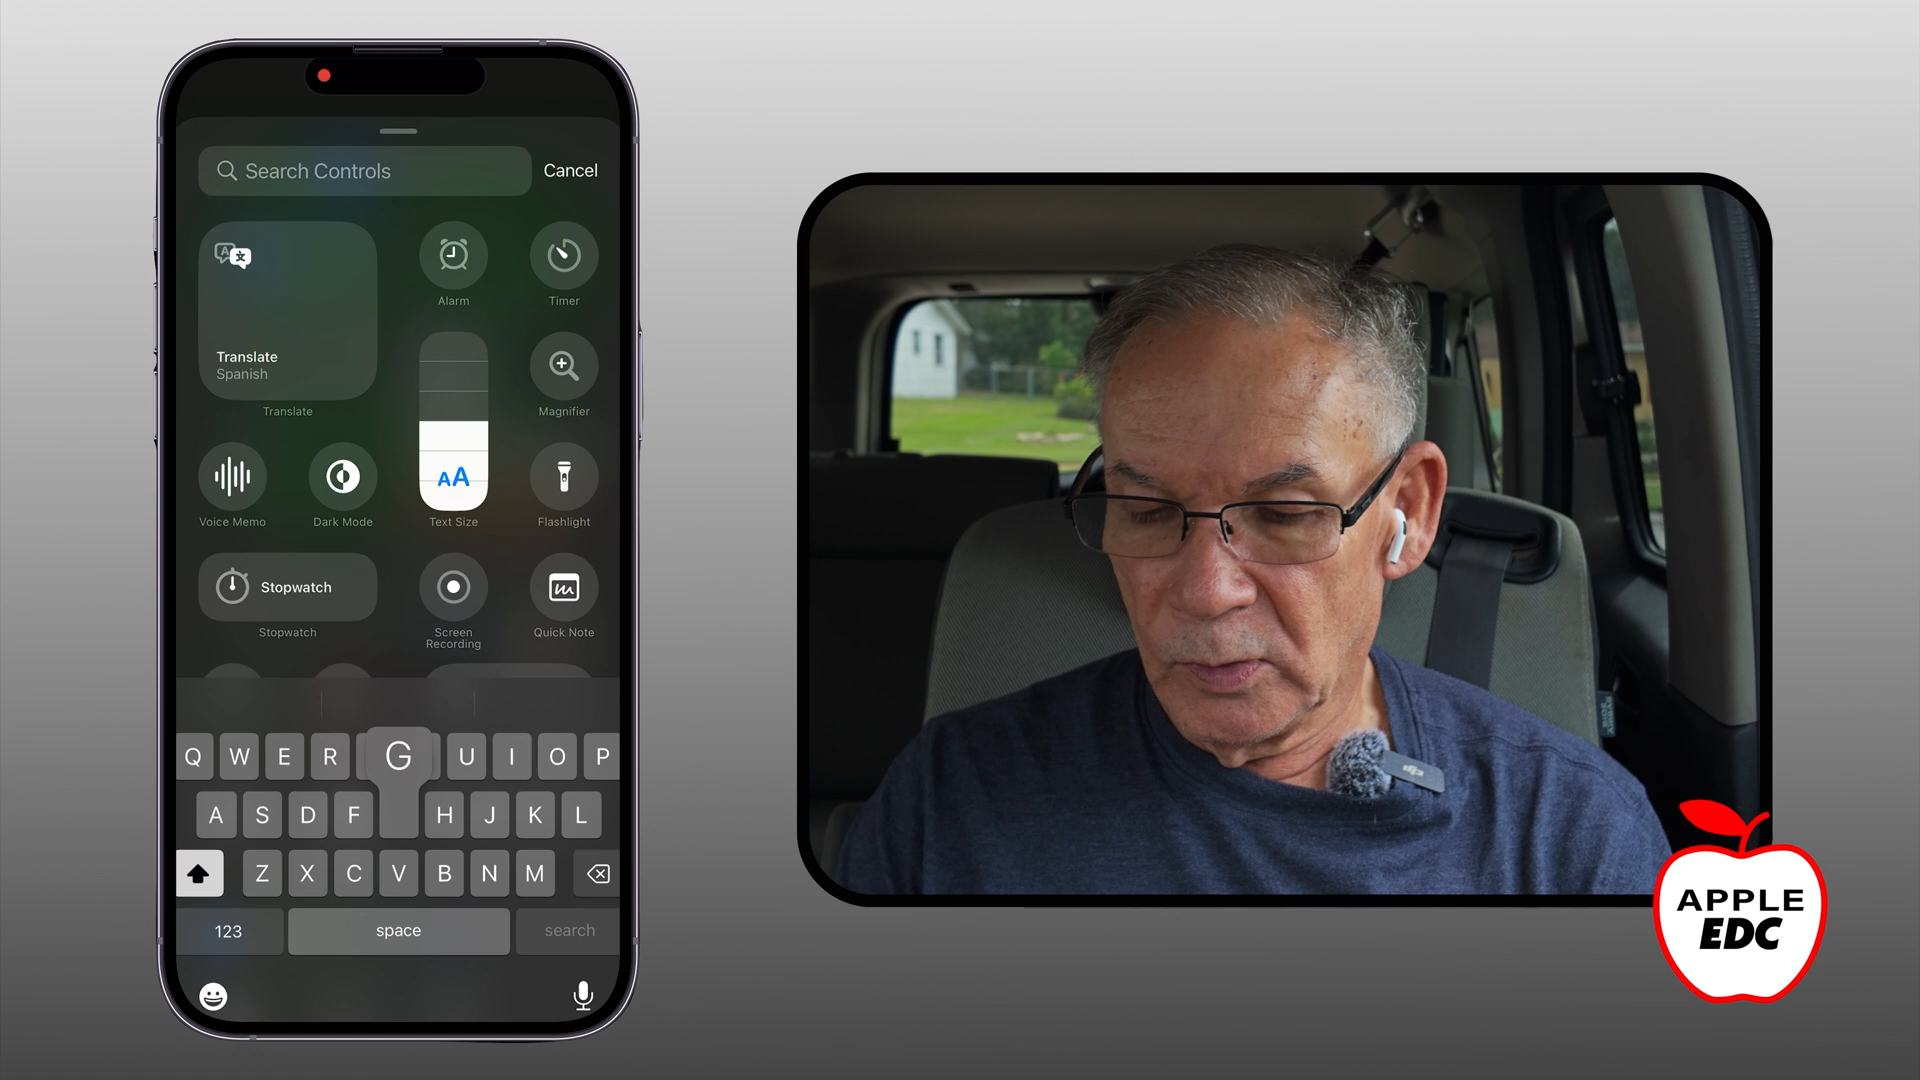 Search Controls
Cancel
A
文
Alarm
Timer
Translate
Spanish
Translate
Magnifier
AA
Voice Memo
Dark Mode
Text Size
Flashlight
Stopwatch
Stopwatch
Screen
Recording
Quick Note
Q W E R G U I O P
A S D F H J K L
Z X C V B N M
123
space
search
APPLE
EDC